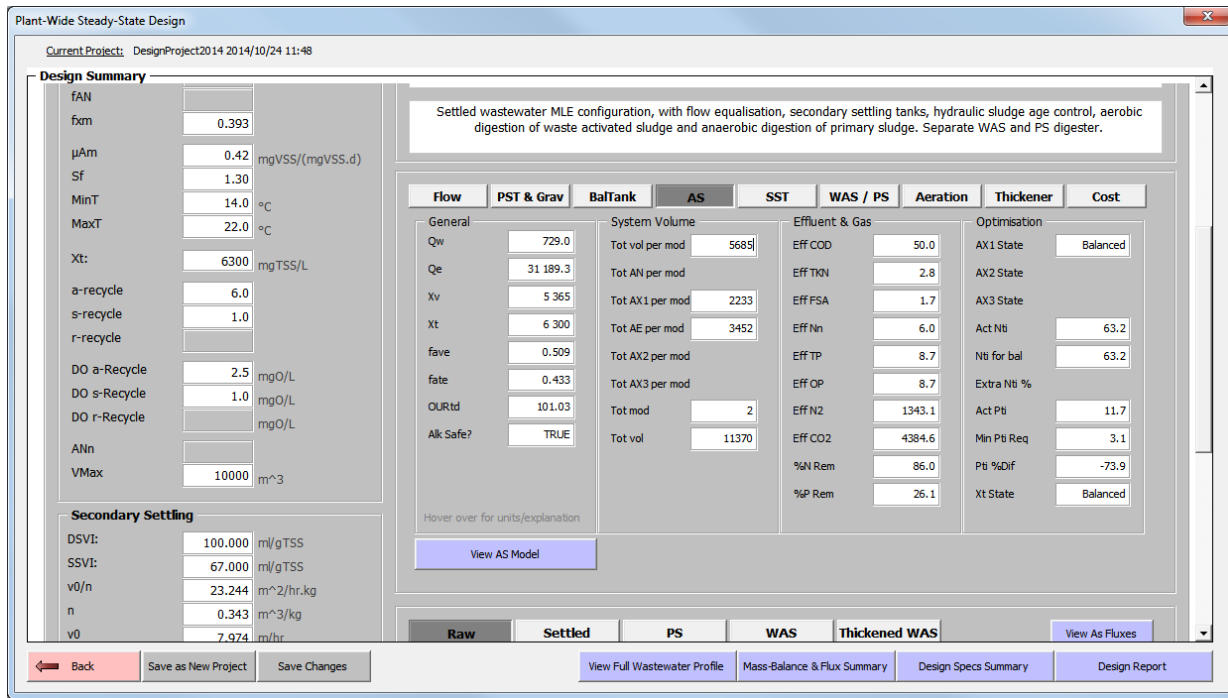 Plant-Wide Steady-State Design
x
Current Project: DesignProject2014 2014/10/24 11:48
Design Summary
fAN
fxm 0.393
µAm 0.42 mgVSS/(mgVSS.d)
Sf 1.30
MinT 14.0 °C
MaxT 22.0 °C
Xt: 6300 mgTSS/L
a-recycle 6.0
s-recycle 1.0
r-recycle
DO a-Recycle 2.5 mgO/L
DO s-Recycle 1.0 mgO/L
DO r-Recycle mgO/L
ANn
VMax 10000 m^3
Secondary Settling
DSVI: 100.000 ml/gTSS
SSVI: 67.000 ml/gTSS
v0/n 23.244 m^2/hr.kg
n 0.343 m^3/kg
v0 7.974 m/hr
Settled wastewater MLE configuration, with flow equalisation, secondary settling tanks, hydraulic sludge age control, aerobic
digestion of waste activated sludge and anaerobic digestion of primary sludge. Separate WAS and PS digester.
Flow PST & Grav BalTank AS SST WAS / PS Aeration Thickener Cost
General
Qw 729.0
Qe 31 189.3
Xv 5 365
Xt 6 300
fave 0.509
fate 0.433
OURtd 101.03
Alk Safe? TRUE
Hover over for units/explanation
View AS Model
System Volume
Tot vol per mod 5685
Tot AN per mod
Tot AX1 per mod 2233
Tot AE per mod 3452
Tot AX2 per mod
Tot AX3 per mod
Tot mod 2
Tot vol 11370
Effluent & Gas
Eff COD 50.0
Eff TKN 2.8
Eff FSA 1.7
Eff Nn 6.0
Eff TP 8.7
Eff OP 8.7
Eff N2 1343.1
Eff CO2 4384.6
%N Rem 86.0
%P Rem 26.1
Optimisation
AX1 State Balanced
AX2 State
AX3 State
Act Nti 63.2
Nti for bal 63.2
Extra Nti %
Act Pti 11.7
Min Pti Req 3.1
Pti %Dif -73.9
Xt State Balanced
Raw Settled PS WAS Thickened WAS View As Fluxes
Back Save as New Project Save Changes View Full Wastewater Profile Mass-Balance & Flux Summary Design Specs Summary Design Report